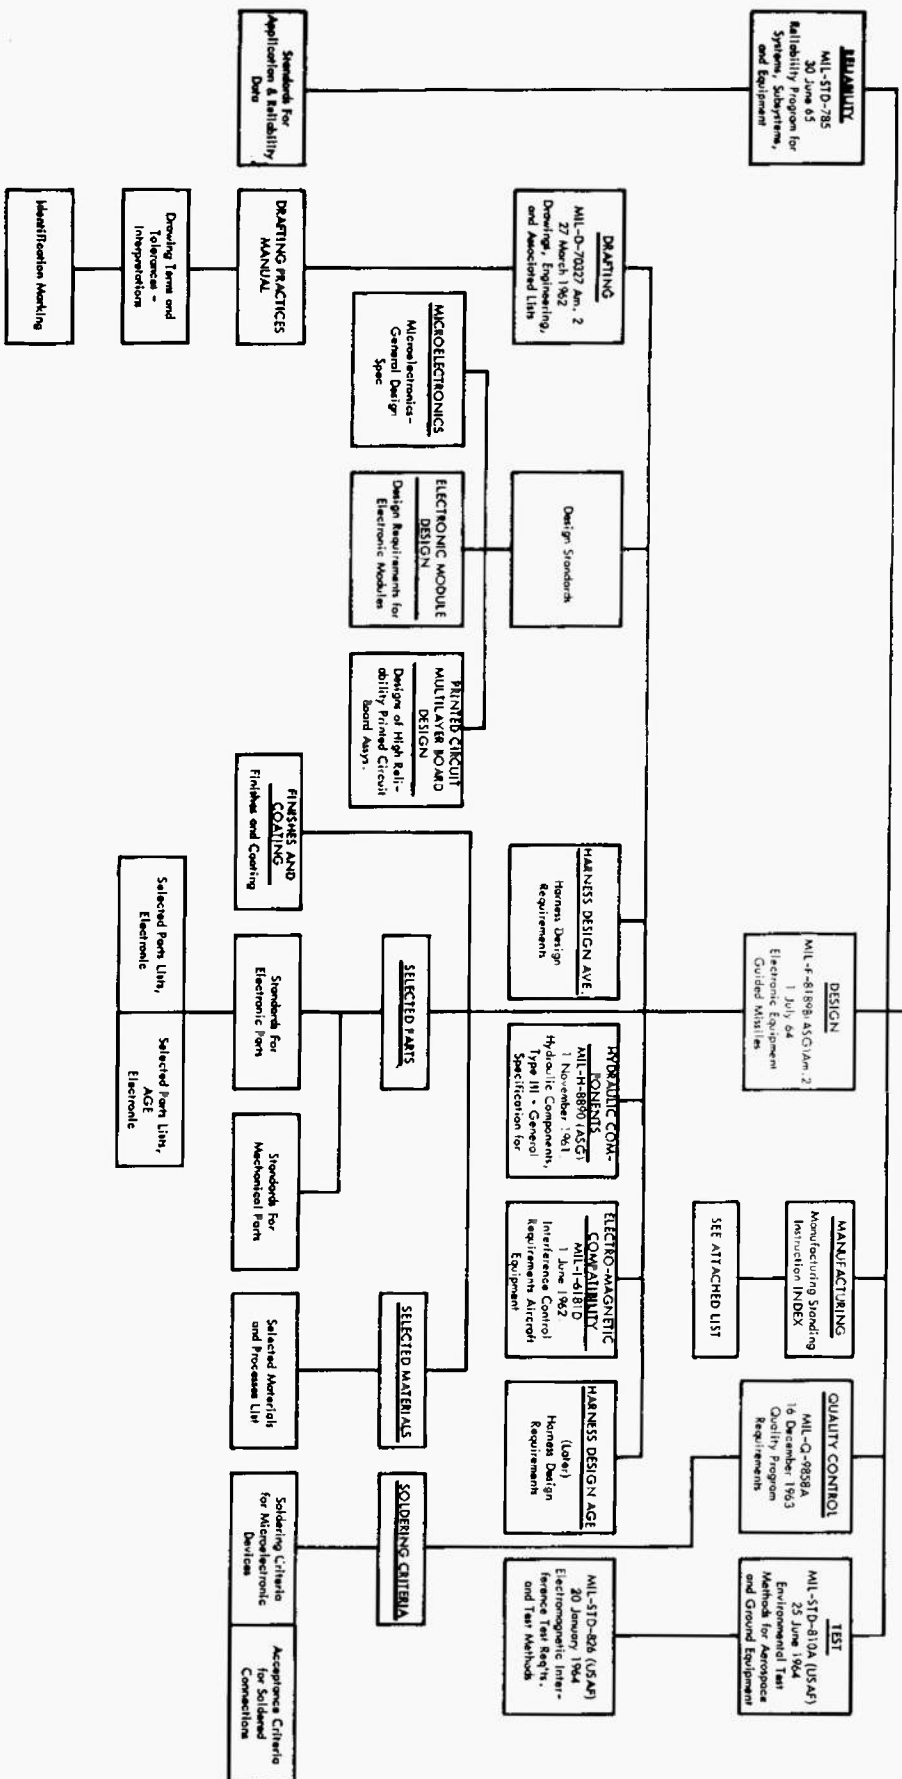 RELIABILITY
MIL-STD-785
30 June 65
Reliability Program for
Systems, Subsystems,
and Equipment
Standards For
Application & Reliability
Data
DESIGN
MIL-F-8189B(ASG)Am.2
1 July 64
Electronic Equipment
Guided Missiles
DRAFTING
MIL-D-70327 Am. 2
27 March 1962
Drawings, Engineering,
and Associated Lists
DRAFTING PRACTICES
MANUAL
Drawing Terms and
Tolerances -
Interpretations
Identification Marking
Design Standards
MICROELECTRONICS
Microelectronics-
General Design
Spec
ELECTRONIC MODULE
DESIGN
Design Requirements for
Electronic Modules
PRINTED CIRCUIT
MULTILAYER BOARD
DESIGN
Designs of High Reli-
ability Printed Circuit
Board Assys.
HARNESS DESIGN AVE.
Harness Design
Requirements
HYDRAULIC COM-
PONENTS
MIL-H-8890 (ASG)
1 November 1961
Hydraulic Components,
Type III - General
Specification for
ELECTRO-MAGNETIC
COMPATIBILITY
MIL-I-6181D
1 June 1962
Interference Control
Requirements Aircraft
Equipment
HARNESS DESIGN AGE
(Later)
Harness Design
Requirements
FINISHES AND
COATING
Finishes and Coating
SELECTED PARTS
Standards For
Electronic Parts
Standards For
Mechanical Parts
Selected Parts Lists,
Electronic
Selected Parts Lists,
AGE
Electronic
SELECTED MATERIALS
Selected Materials
and Processes List
MANUFACTURING
Manufacturing Standing
Instruction INDEX
SEE ATTACHED LIST
QUALITY CONTROL
MIL-Q-9858A
16 December 1963
Quality Program
Requirements
SOLDERING CRITERIA
Soldering Criteria
for Microelectronic
Devices
Acceptance Criteria
for Soldered
Connections
TEST
MIL-STD-810A (USAF)
25 June 1964
Environmental Test
Methods for Aerospace
and Ground Equipment
MIL-STD-826 (USAF)
20 January 1964
Electromagnetic Inter-
ference Test Req'ts.
and Test Methods